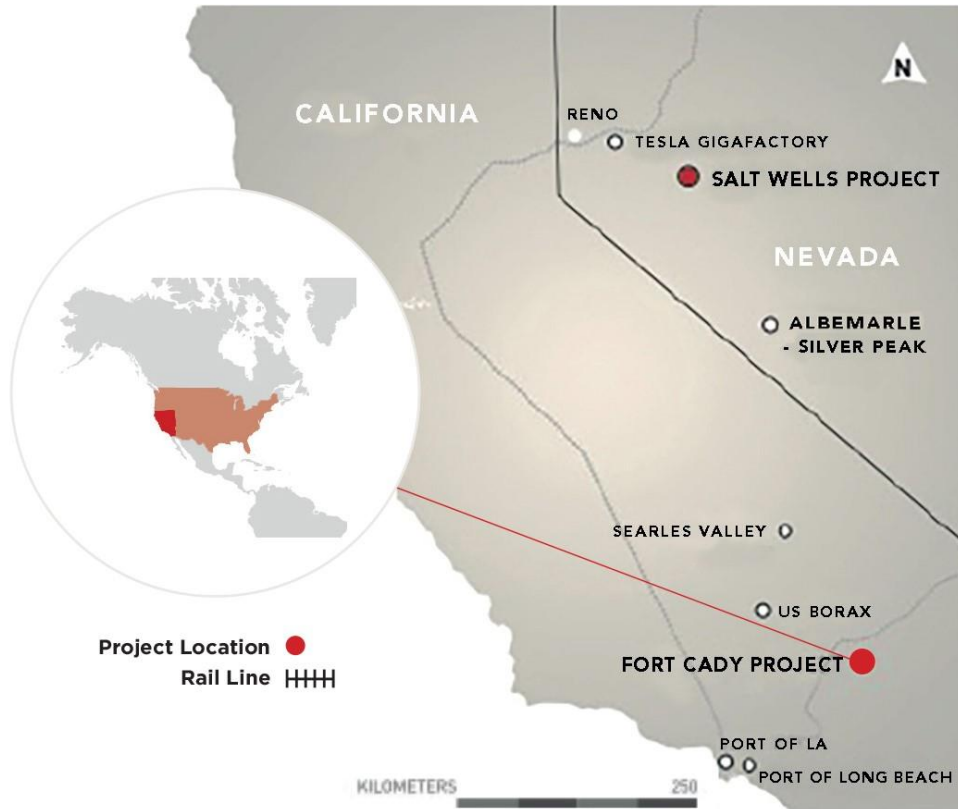 N
CALIFORNIA
RENO
TESLA GIGAFACTORY
SALT WELLS PROJECT
NEVADA
ALBEMARLE
- SILVER PEAK
SEARLES VALLEY
US BORAX
Project Location
Rail Line
FORT CADY PROJECT
PORT OF LA
PORT OF LONG BEACH
KILOMETERS 250